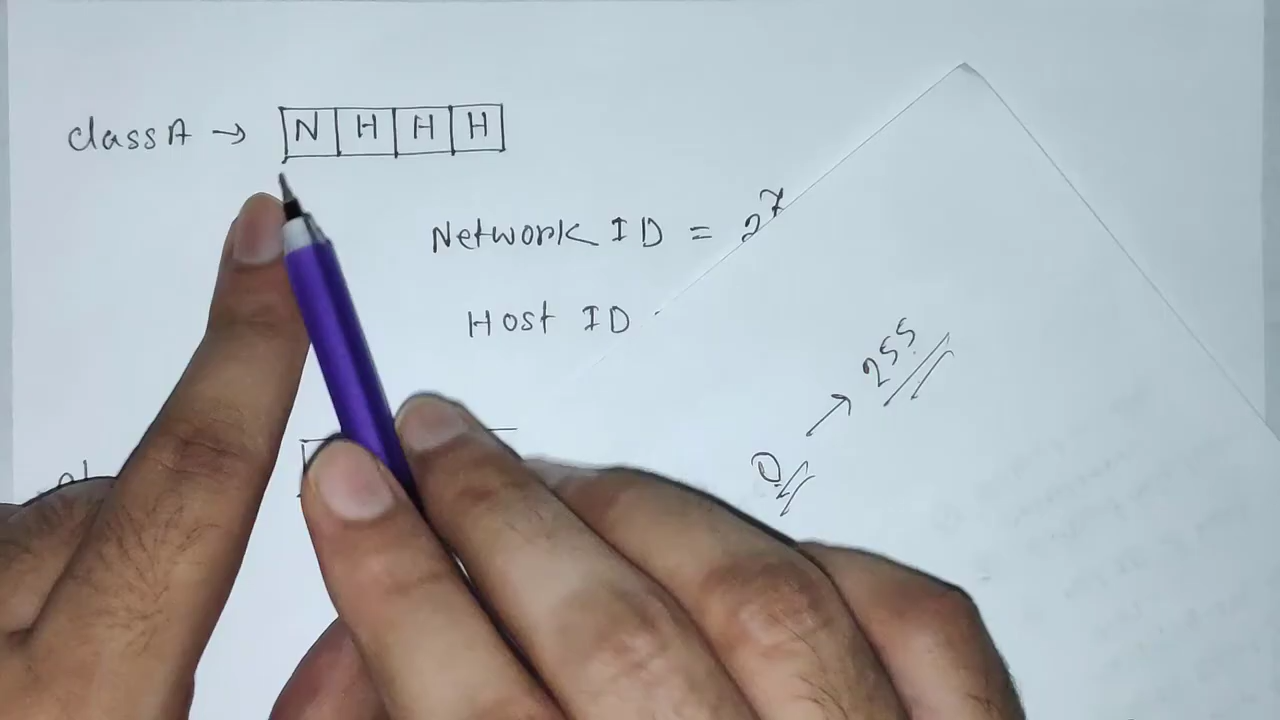 class A → N H H H
Network ID = 2⁷
Host ID
0 → 255